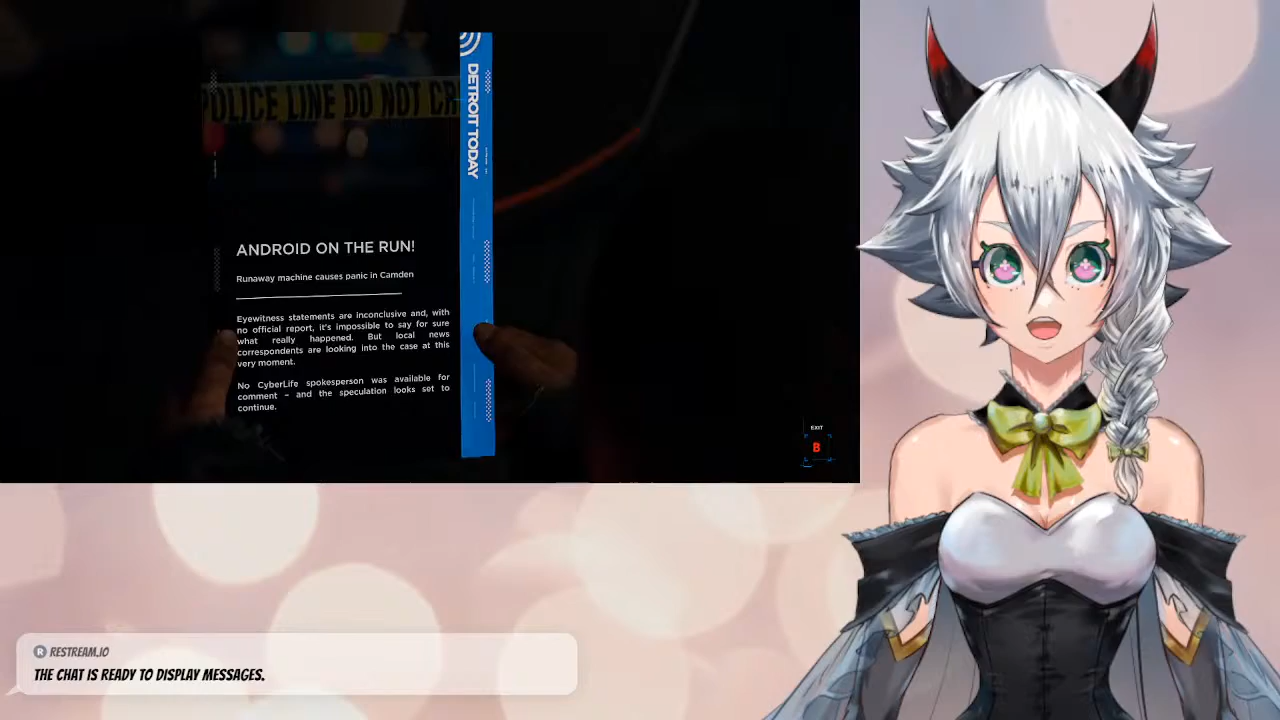 POLICE LINE DO NOT CR
DETROIT TODAY
ANDROID ON THE RUN!
Runaway machine causes panic in Camden
Eyewitness statements are inconclusive and, with
no official report, it's impossible to say for sure
what really happened. But local news
correspondents are looking into the case at this
very moment.
No CyberLife spokesperson was available for
comment – and the speculation looks set to
continue.
EXIT
B
R RESTREAM.IO
THE CHAT IS READY TO DISPLAY MESSAGES.